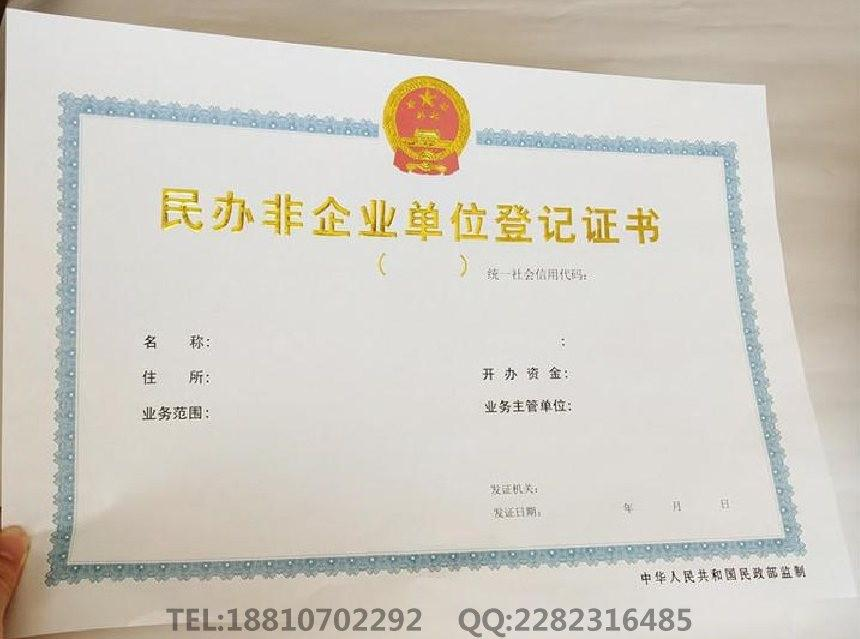 民办非企业单位登记证书
( )
统一社会信用代码：
名 称： ：
住 所： 开 办 资 金：
业务范围： 业务主管单位：
发证机关：
发证日期： 年 月 日
中华人民共和国民政部监制
TEL:18810702292 QQ:2282316485